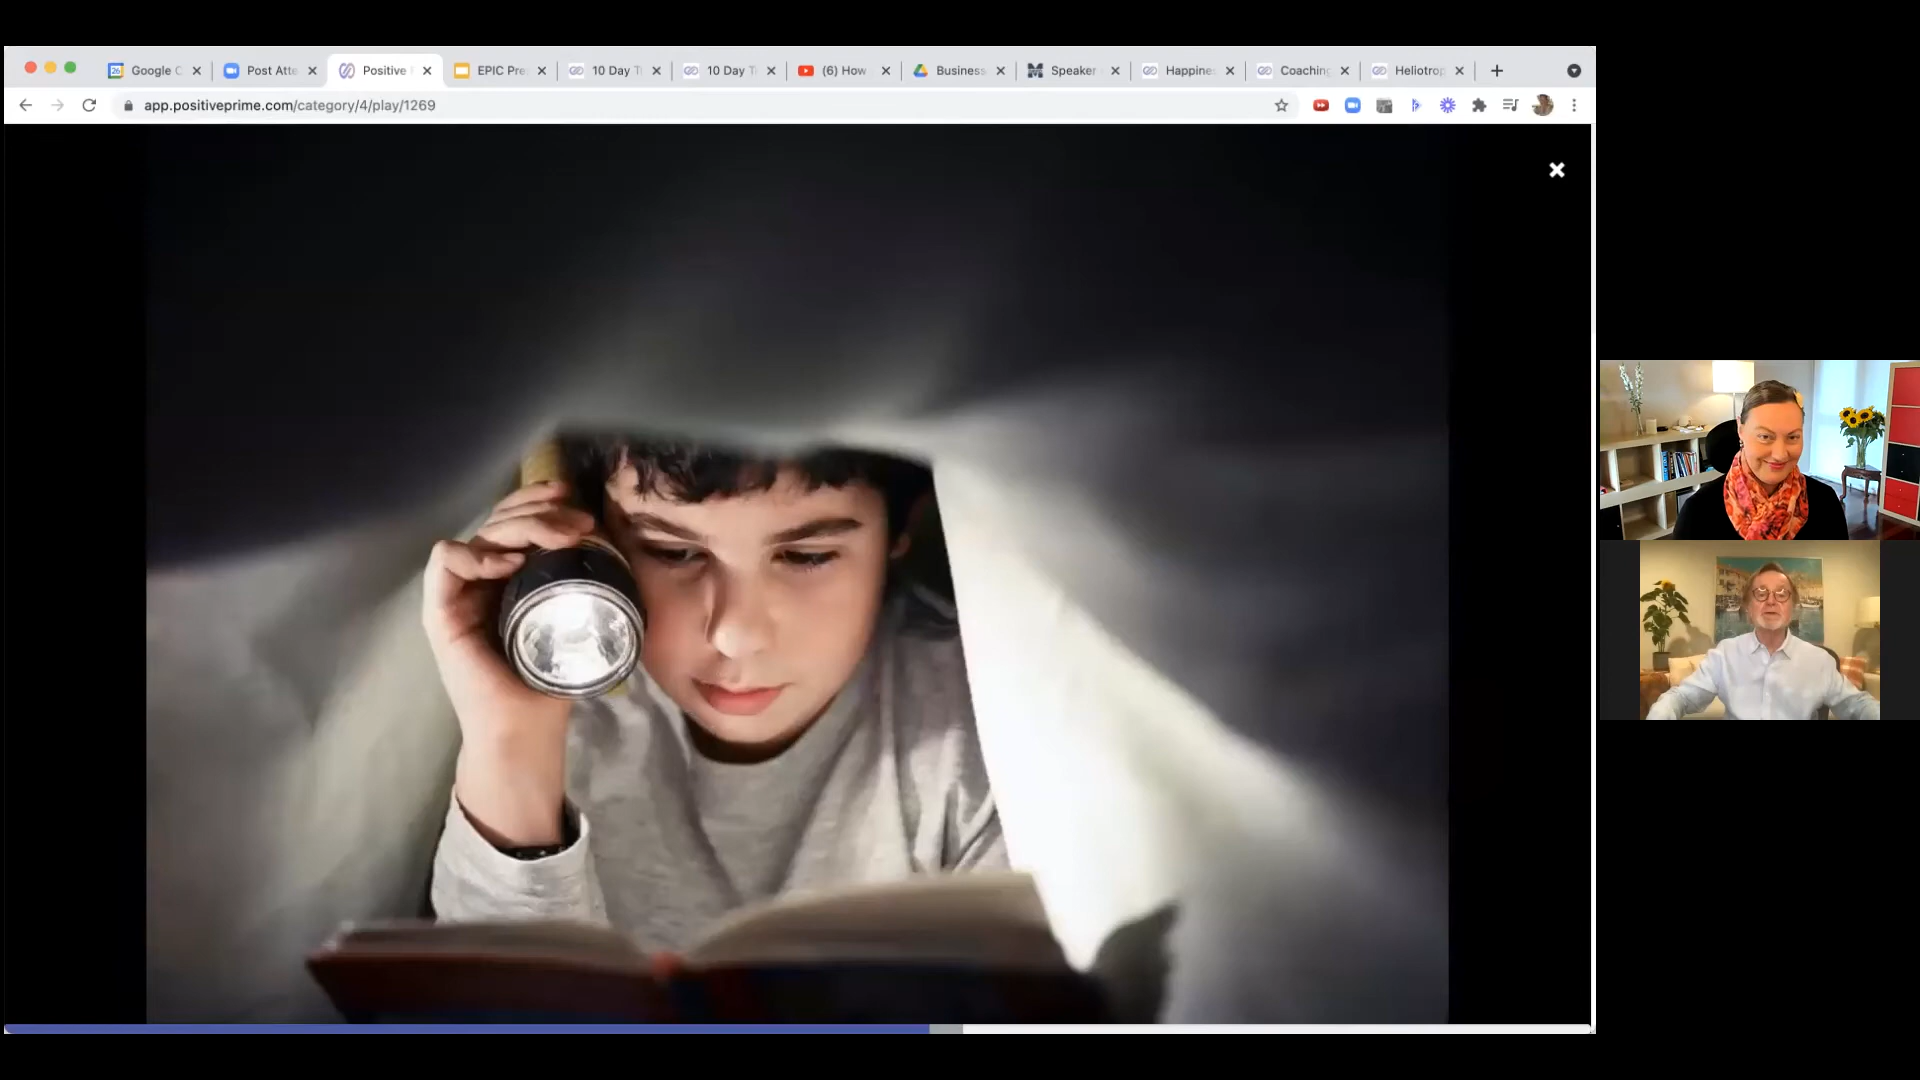 Google C
Post Atte
Positive
EPIC Pre
10 Day T
10 Day T
(6) How
Business
Speaker
Happines
Coaching
Heliotrop
app.positiveprime.com/category/4/play/1269